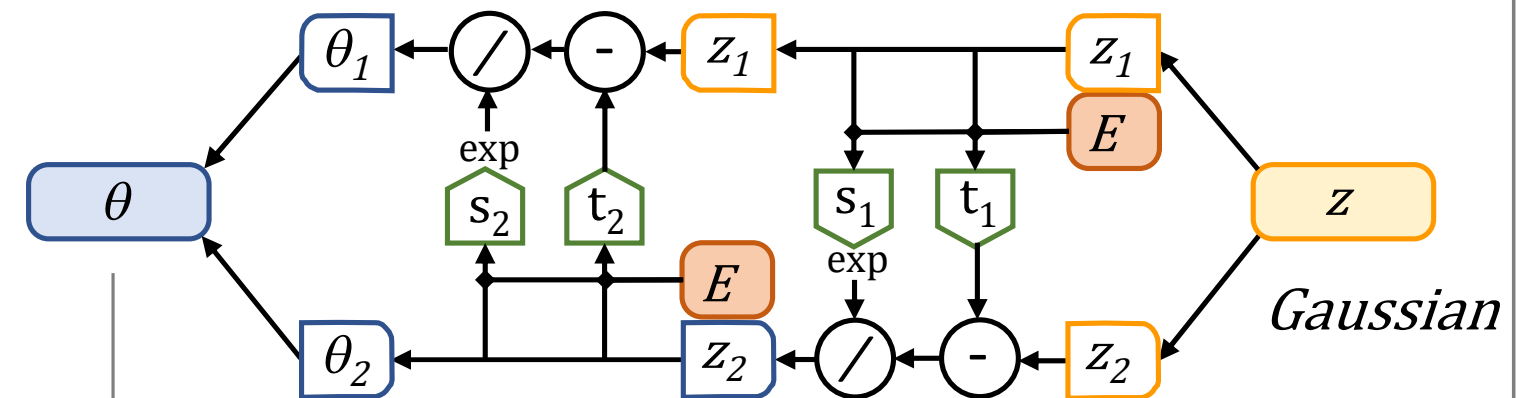 θ₁ / - z₁ z₁
exp E
θ s₂ t₂ s₁ t₁ z
exp
E Gaussian
θ₂ z₂ / - z₂